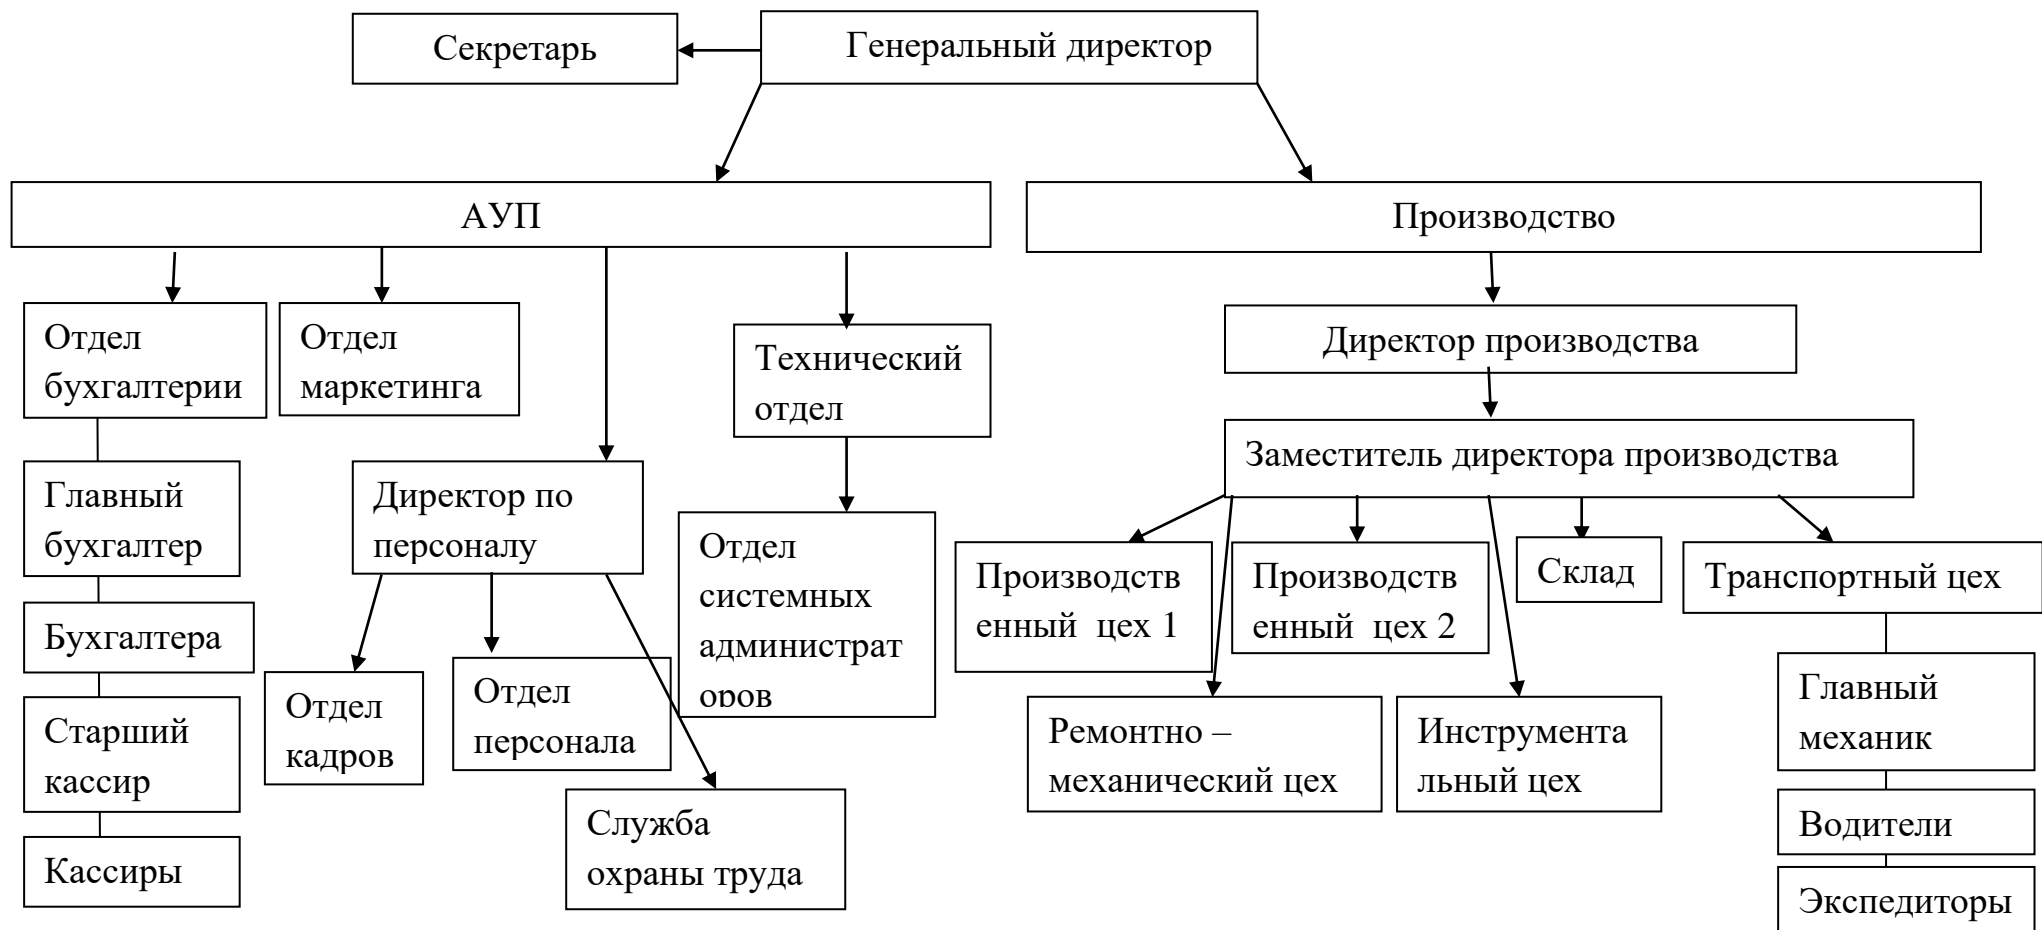 Секретарь
Генеральный директор
АУП
Производство
Отдел
бухгалтерии
Отдел
маркетинга
Технический
отдел
Директор производства
Заместитель директора производства
Главный
бухгалтер
Директор по
персоналу
Отдел
системных
администрат
оров
Производств
енный цех 1
Производств
енный цех 2
Склад
Транспортный цех
Бухгалтера
Отдел
кадров
Отдел
персонала
Старший
кассир
Ремонтно –
механический цех
Инструмента
льный цех
Главный
механик
Кассиры
Служба
охраны труда
Водители
Экспедиторы